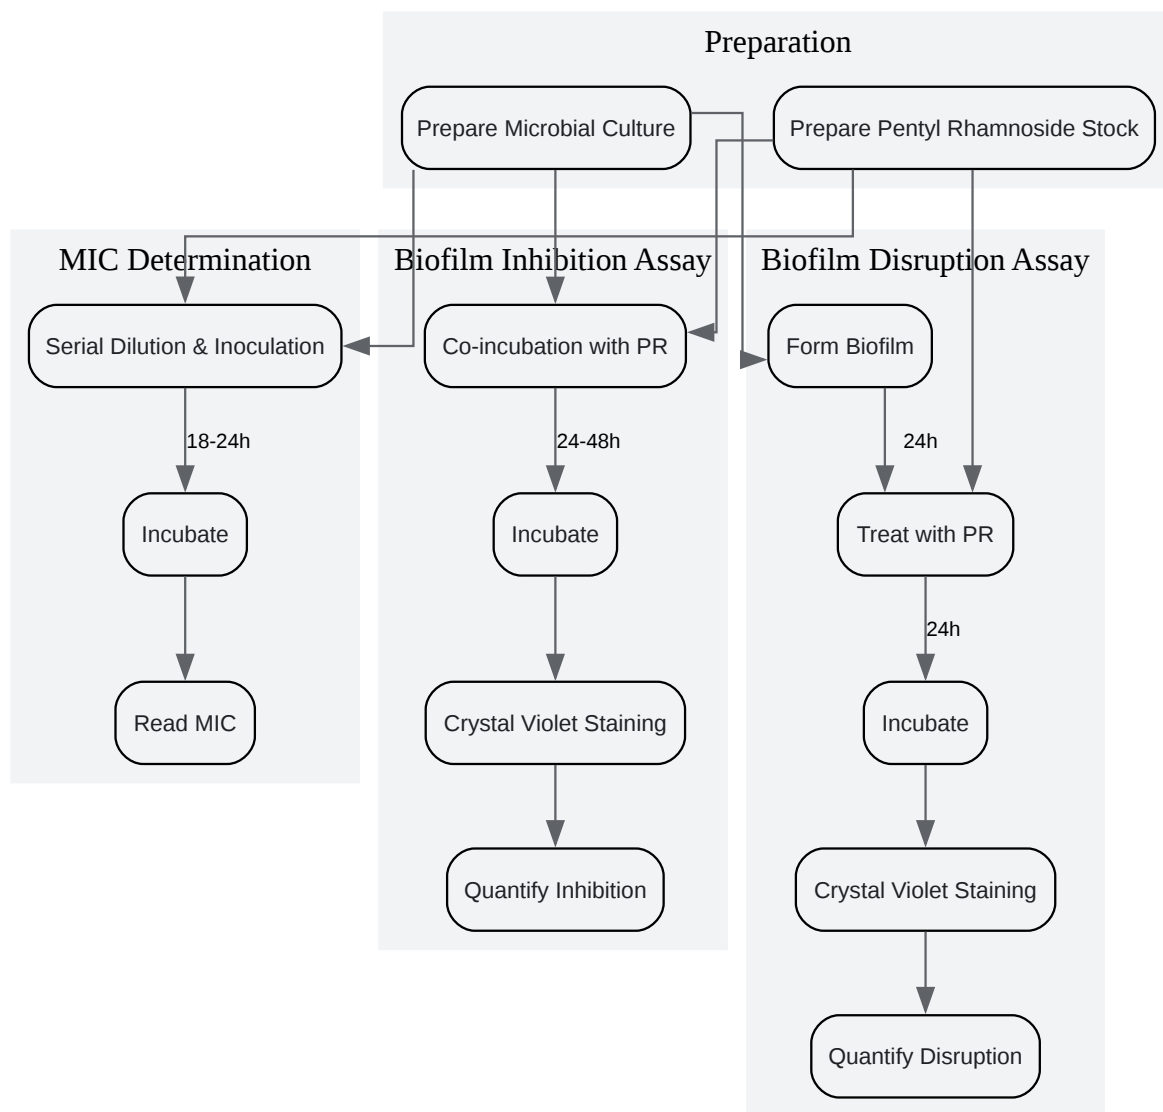 Preparation
Prepare Microbial Culture
Prepare Pentyl Rhamnoside Stock
MIC Determination
Serial Dilution & Inoculation
18-24h
Incubate
Read MIC
Biofilm Inhibition Assay
Co-incubation with PR
24-48h
Incubate
Crystal Violet Staining
Quantify Inhibition
Biofilm Disruption Assay
Form Biofilm
24h
Treat with PR
24h
Incubate
Crystal Violet Staining
Quantify Disruption